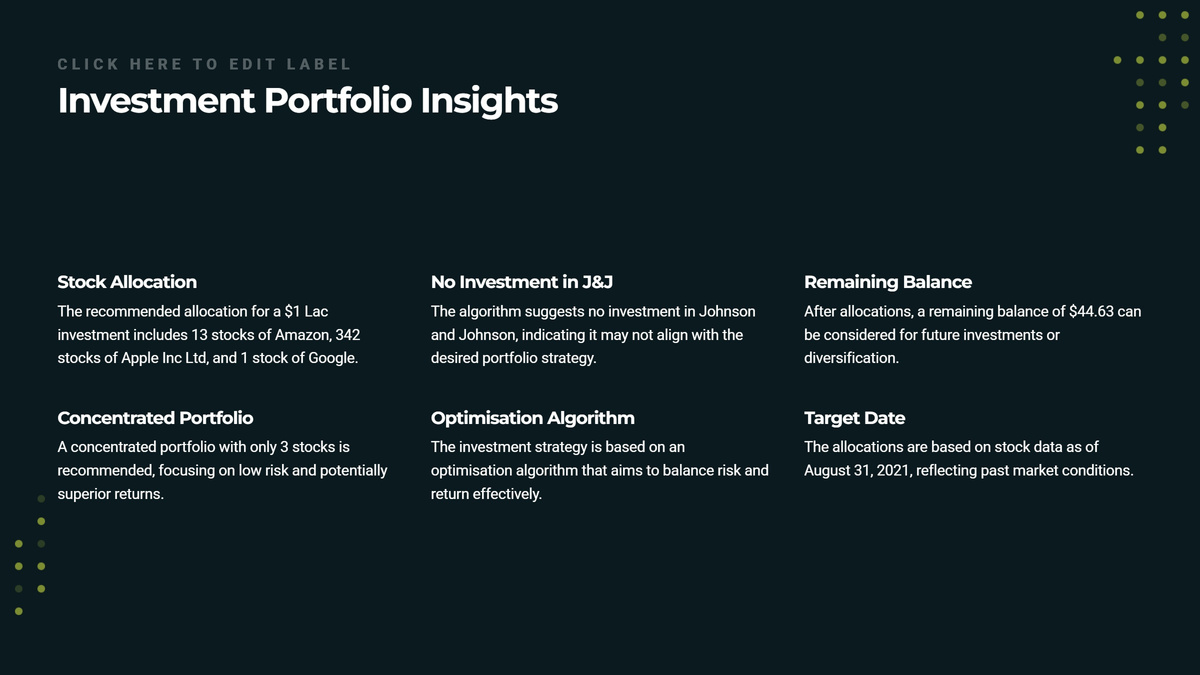 CLICK HERE TO EDIT LABEL
Investment Portfolio Insights
Stock Allocation
The recommended allocation for a $1 Lac
investment includes 13 stocks of Amazon, 342
stocks of Apple Inc Ltd, and 1 stock of Google.
No Investment in J&J
The algorithm suggests no investment in Johnson
and Johnson, indicating it may not align with the
desired portfolio strategy.
Remaining Balance
After allocations, a remaining balance of $44.63 can
be considered for future investments or
diversification.
Concentrated Portfolio
A concentrated portfolio with only 3 stocks is
recommended, focusing on low risk and potentially
superior returns.
Optimisation Algorithm
The investment strategy is based on an
optimisation algorithm that aims to balance risk and
return effectively.
Target Date
The allocations are based on stock data as of
August 31, 2021, reflecting past market conditions.